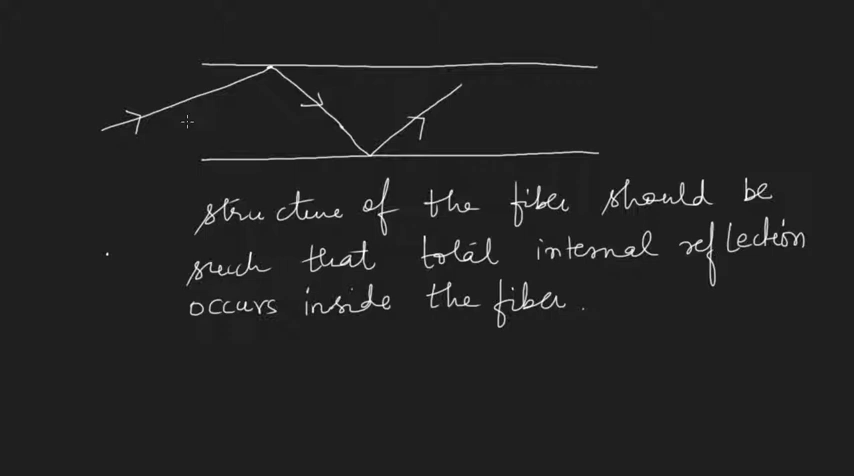 structure of the fiber should be
such that total internal reflection
occurs inside the fiber.